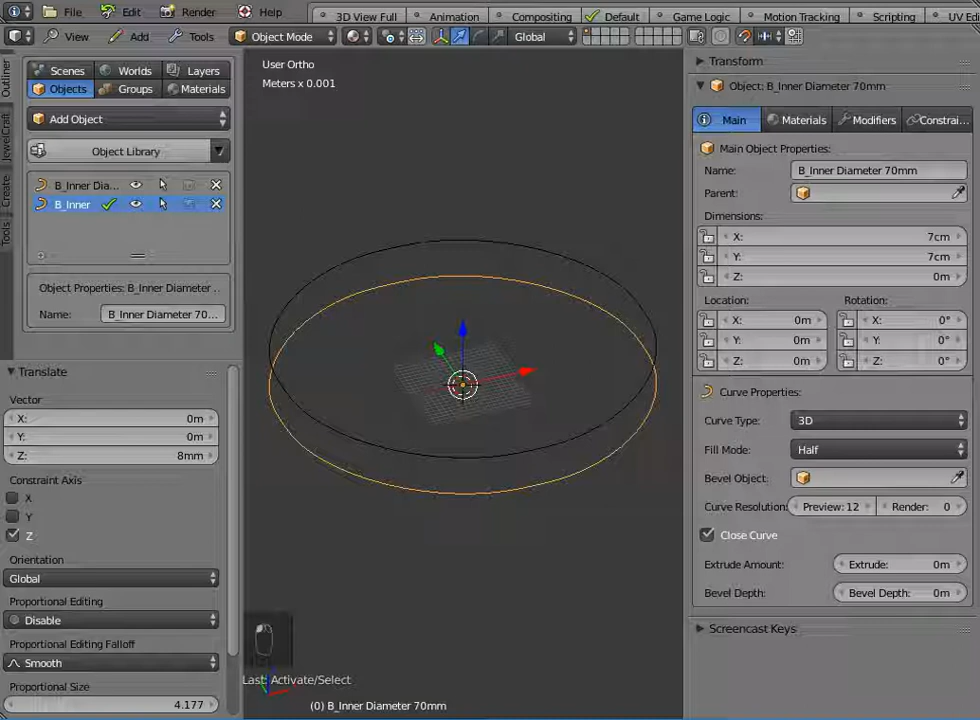 File Edit Render Help 3D View Full Animation Compositing Default Game Logic Motion Tracking Scripting UV Edi
View Add Tools Object Mode Global
Outliner
JewelCraft
Create
Tools
Scenes Worlds Layers
Objects Groups Materials
Add Object
Object Library
B_Inner Dia...
B_Inner
Object Properties: B_Inner Diameter ..
Name: B_Inner Diameter 70...
Translate
Vector
X: 0m
Y: 0m
Z: 8mm
Constraint Axis
X
Y
Z
Orientation
Global
Proportional Editing
Disable
Proportional Editing Falloff
Smooth
Proportional Size
4.177
User Ortho
Meters x 0.001
Last: Activate/Select
(0) B_Inner Diameter 70mm
Transform
Object: B_Inner Diameter 70mm
Main Materials Modifiers Constrai...
Main Object Properties:
Name: B_Inner Diameter 70mm
Parent:
Dimensions:
X: 7cm
Y: 7cm
Z: 0m
Location: Rotation:
X: 0m X: 0°
Y: 0m Y: 0°
Z: 0m Z: 0°
Curve Properties:
Curve Type: 3D
Fill Mode: Half
Bevel Object:
Curve Resolution: Preview: 12 Render: 0
Close Curve
Extrude Amount: Extrude: 0m
Bevel Depth: Bevel Depth: 0m
Screencast Keys